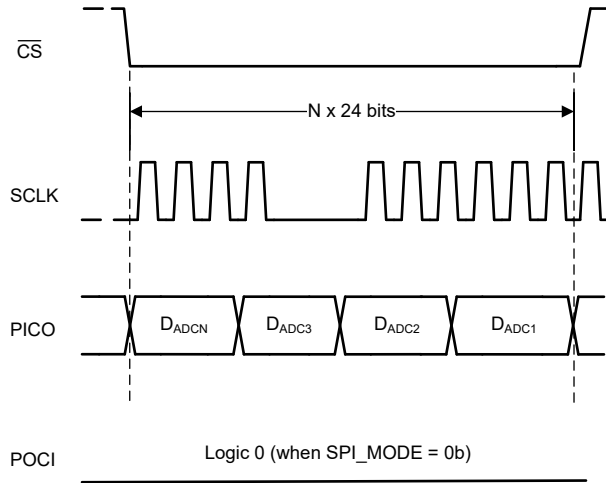 CS
N x 24 bits
SCLK
PICO
DADCN DADC3 DADC2 DADC1
POCI
Logic 0 (when SPI_MODE = 0b)